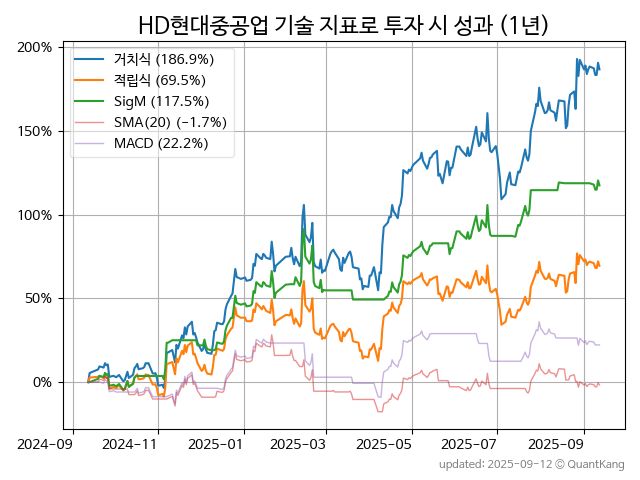 HD현대중공업 기술 지표로 투자 시 성과 (1년)
거치식 (186.9%)
적립식 (69.5%)
SigM (117.5%)
SMA(20) (-1.7%)
MACD (22.2%)
200%
150%
100%
50%
0%
2024-09 2024-11 2025-01 2025-03 2025-05 2025-07 2025-09
updated: 2025-09-12 © QuantKang